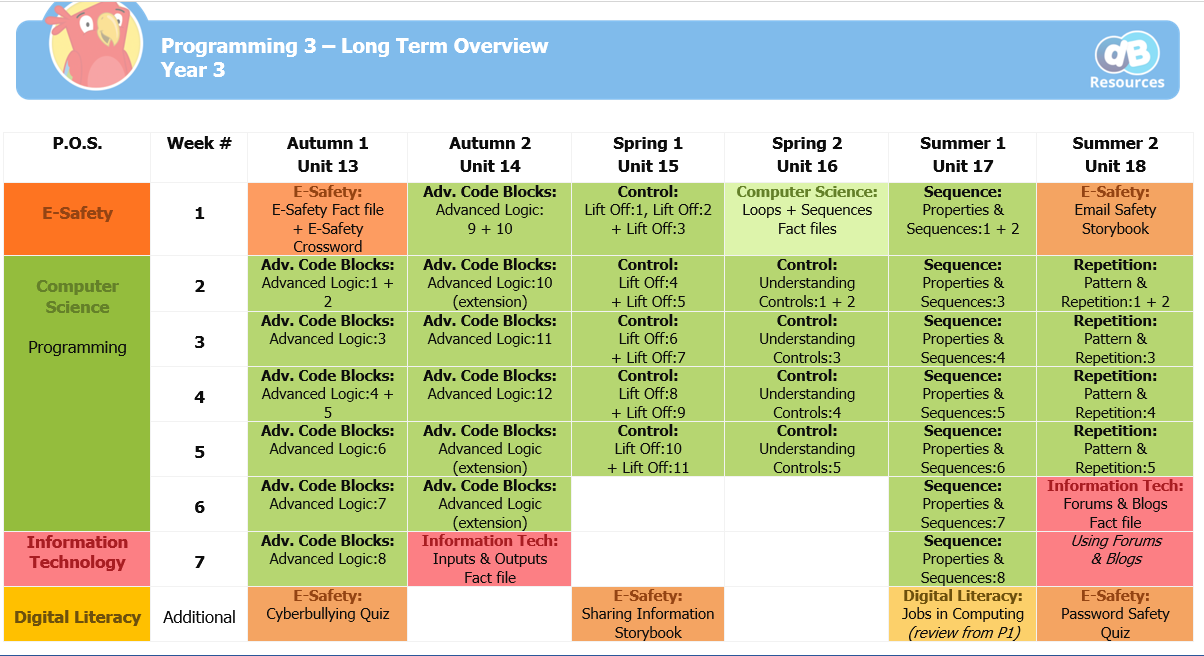 Programming 3 – Long Term Overview
Year 3
dB
Resources
P.O.S.
Week #
Autumn 1
Unit 13
Autumn 2
Unit 14
Spring 1
Unit 15
Spring 2
Unit 16
Summer 1
Unit 17
Summer 2
Unit 18
E-Safety
1
E-Safety:
E-Safety Fact file
+ E-Safety
Crossword
Adv. Code Blocks:
Advanced Logic:
9 + 10
Control:
Lift Off:1, Lift Off:2
+ Lift Off:3
Computer Science:
Loops + Sequences
Fact files
Sequence:
Properties &
Sequences:1 + 2
E-Safety:
Email Safety
Storybook
Computer
Science
Programming
2
Adv. Code Blocks:
Advanced Logic:1 +
2
Adv. Code Blocks:
Advanced Logic:10
(extension)
Control:
Lift Off:4
+ Lift Off:5
Control:
Understanding
Controls:1 + 2
Sequence:
Properties &
Sequences:3
Repetition:
Pattern &
Repetition:1 + 2
3
Adv. Code Blocks:
Advanced Logic:3
Adv. Code Blocks:
Advanced Logic:11
Control:
Lift Off:6
+ Lift Off:7
Control:
Understanding
Controls:3
Sequence:
Properties &
Sequences:4
Repetition:
Pattern &
Repetition:3
4
Adv. Code Blocks:
Advanced Logic:4 +
5
Adv. Code Blocks:
Advanced Logic:12
Control:
Lift Off:8
+ Lift Off:9
Control:
Understanding
Controls:4
Sequence:
Properties &
Sequences:5
Repetition:
Pattern &
Repetition:4
5
Adv. Code Blocks:
Advanced Logic:6
Adv. Code Blocks:
Advanced Logic
(extension)
Control:
Lift Off:10
+ Lift Off:11
Control:
Understanding
Controls:5
Sequence:
Properties &
Sequences:6
Repetition:
Pattern &
Repetition:5
6
Adv. Code Blocks:
Advanced Logic:7
Adv. Code Blocks:
Advanced Logic
(extension)
Sequence:
Properties &
Sequences:7
Information Tech:
Forums & Blogs
Fact file
Information
Technology
7
Adv. Code Blocks:
Advanced Logic:8
Information Tech:
Inputs & Outputs
Fact file
Sequence:
Properties &
Sequences:8
Using Forums
& Blogs
Digital Literacy
Additional
E-Safety:
Cyberbullying Quiz
E-Safety:
Sharing Information
Storybook
Digital Literacy:
Jobs in Computing
(review from P1)
E-Safety:
Password Safety
Quiz